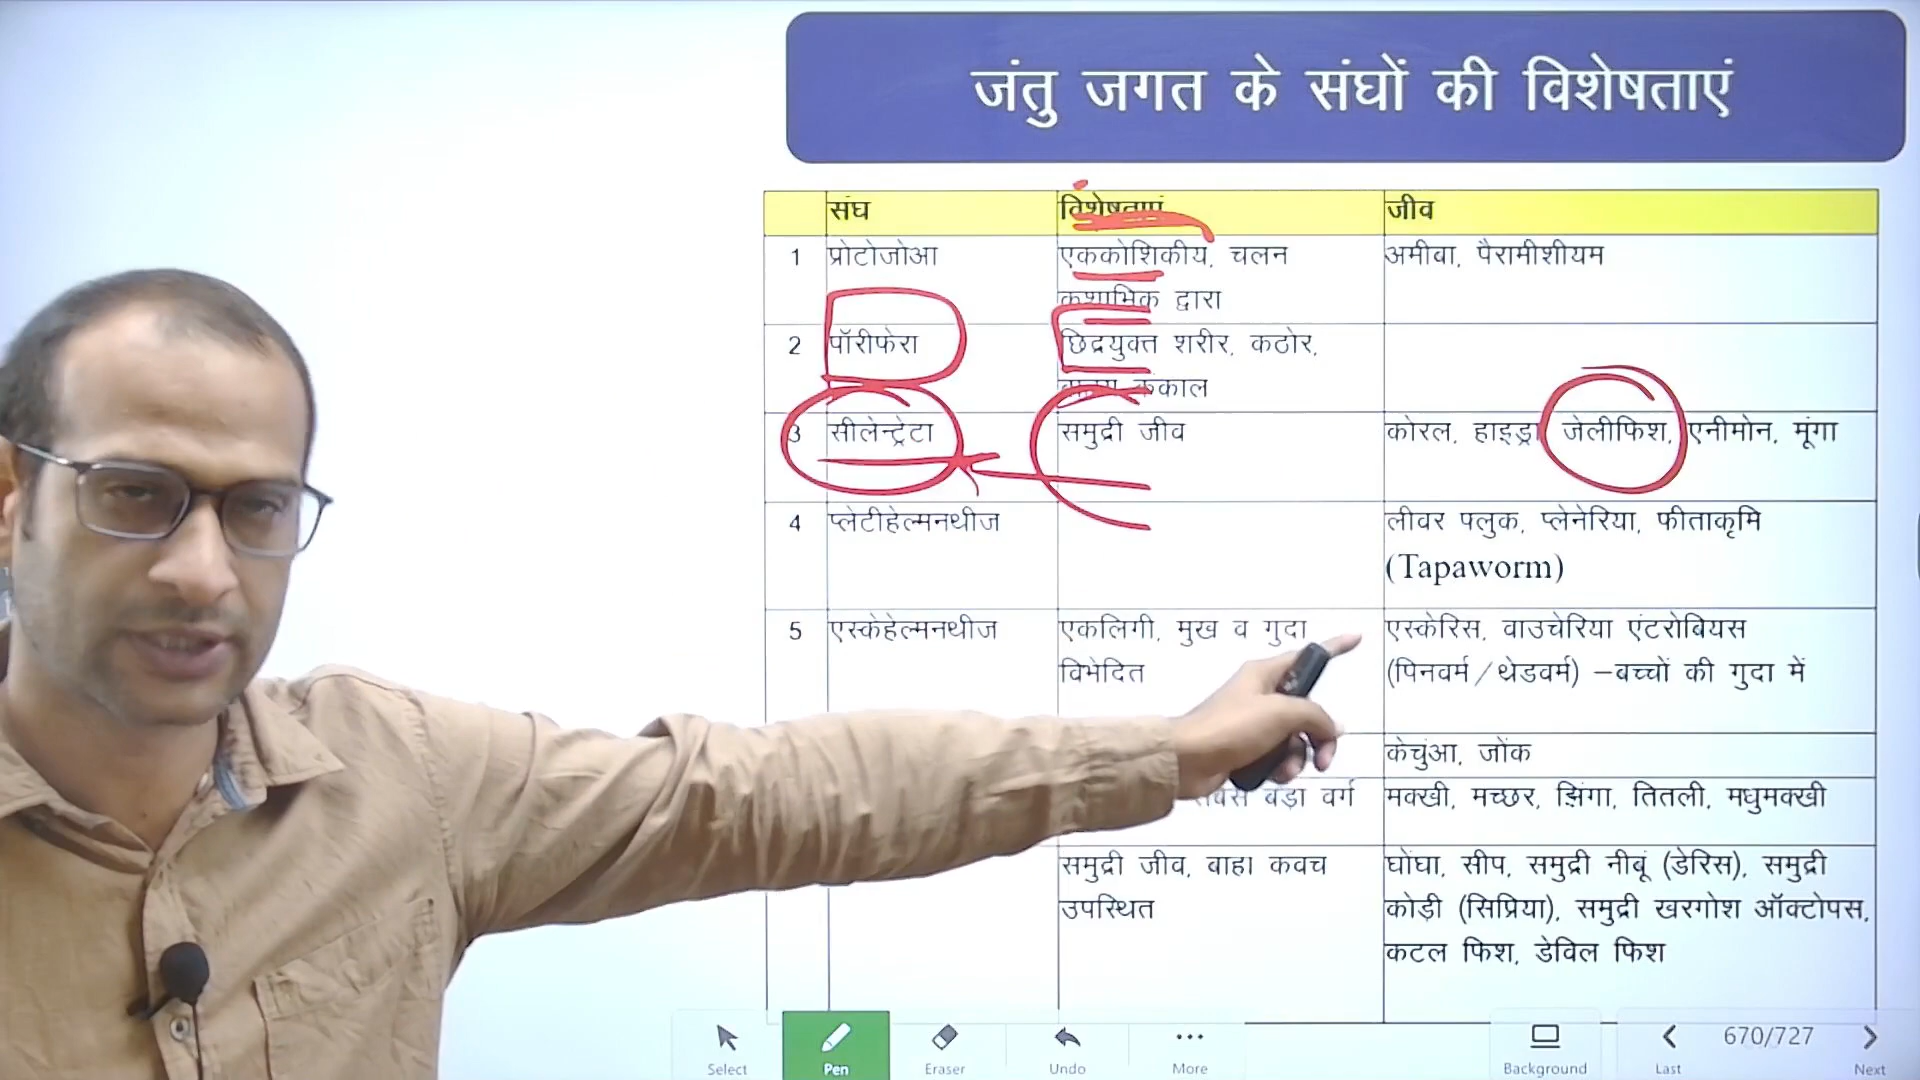 जंतु जगत के संघों की विशेषताएं
संघ विशेषताएं जीव
1 प्रोटोजोआ एककोशिकीय, चलन अमीबा, पैरामीशीयम
कशाभिक द्वारा
2 पॉरीफेरा छिद्रयुक्त शरीर, कठोर,
कंकाल
3 सीलेन्ट्रेटा समुद्री जीव कोरल, हाइड्रा जेलीफिश, एनीमोन, मूंगा
4 प्लेटीहेल्मनथीज लीवर फ्लुक, प्लेनेरिया, फीताकृमि
(Tapaworm)
5 एस्केहेल्मनथीज एकलिगी, मुख व गुदा एस्केरिस, वाउचेरिया एंटरोबियस
विभेदित (पिनवर्म/थ्रेडवर्म) –बच्चों की गुदा में
केचुंआ, जोंक
बड़ा वर्ग मक्खी, मच्छर, झिंगा, तितली, मधुमक्खी
समुद्री जीव, बाहा कवच घोंघा, सीप, समुद्री नीबूं (डेरिस), समुद्री
उपस्थित कोड़ी (सिप्रिया), समुद्री खरगोश ऑक्टोपस,
कटल फिश, डेविल फिश
670/727
Select Pen Eraser Undo More Background Last Next